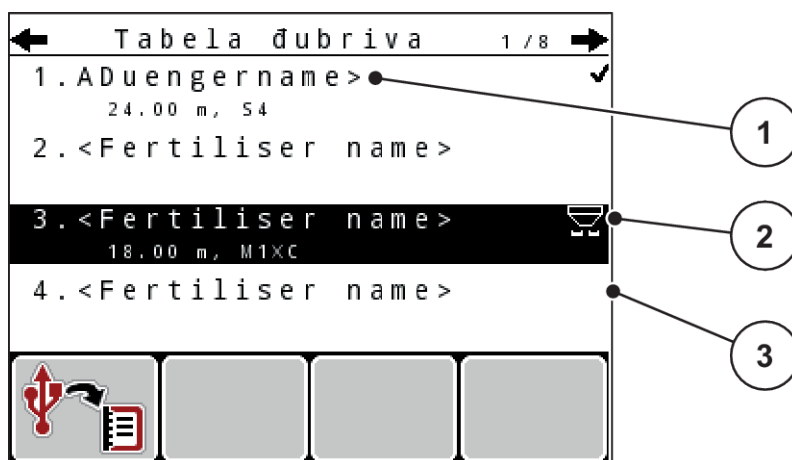 Tabela đubriva 1/8
1.ADuengername>
24.00 m, S4
2.<Fertiliser name>
3.<Fertiliser name>
18.00 m, M1XC
4.<Fertiliser name>
1
2
3